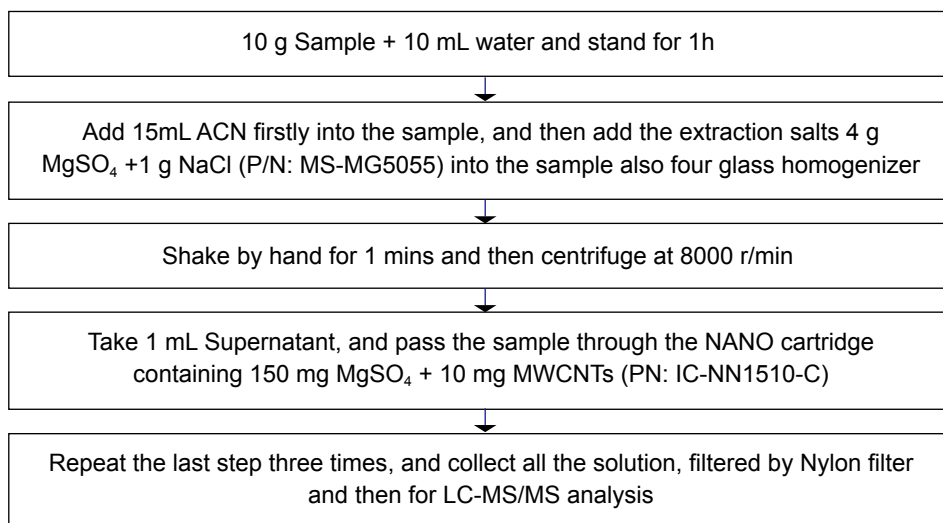 10 g Sample + 10 mL water and stand for 1h
Add 15mL ACN firstly into the sample, and then add the extraction salts 4 g
MgSO₄ +1 g NaCl (P/N: MS-MG5055) into the sample also four glass homogenizer
Shake by hand for 1 mins and then centrifuge at 8000 r/min
Take 1 mL Supernatant, and pass the sample through the NANO cartridge
containing 150 mg MgSO₄ + 10 mg MWCNTs (PN: IC-NN1510-C)
Repeat the last step three times, and collect all the solution, filtered by Nylon filter
and then for LC-MS/MS analysis